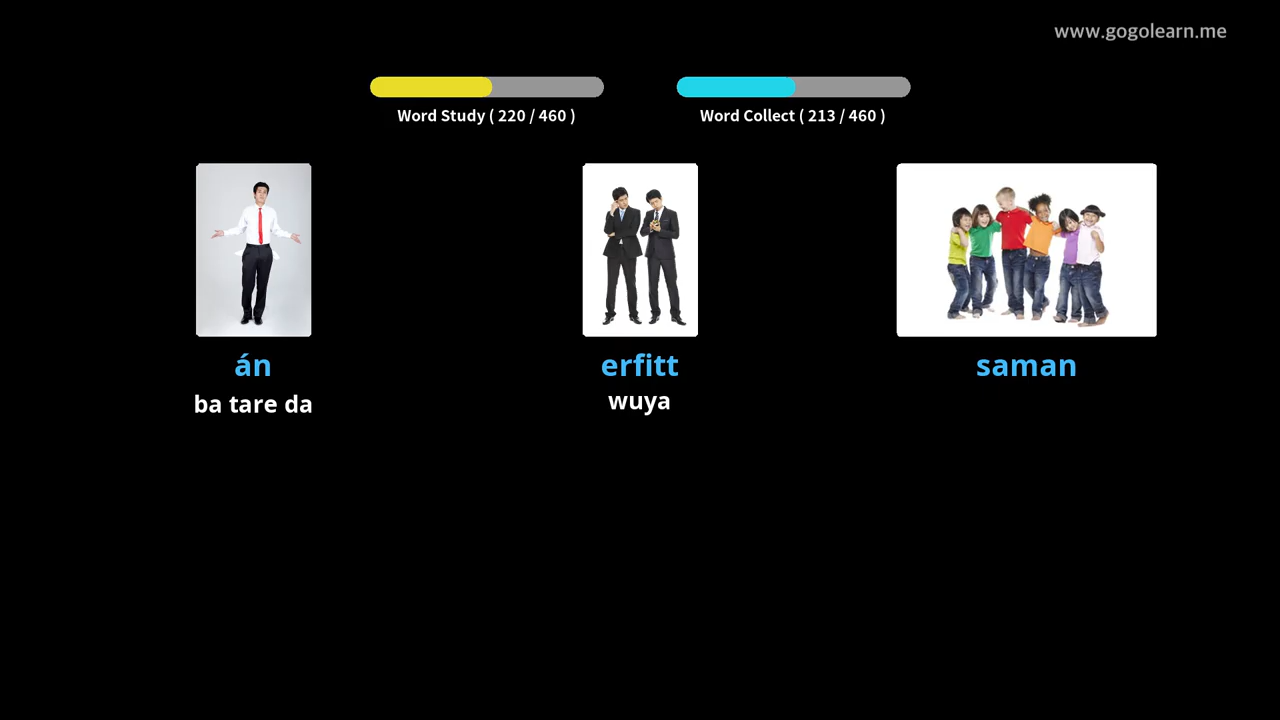 www.gogolearn.me
Word Study ( 220 / 460 )
Word Collect ( 213 / 460 )
án
erfitt
saman
ba tare da
wuya